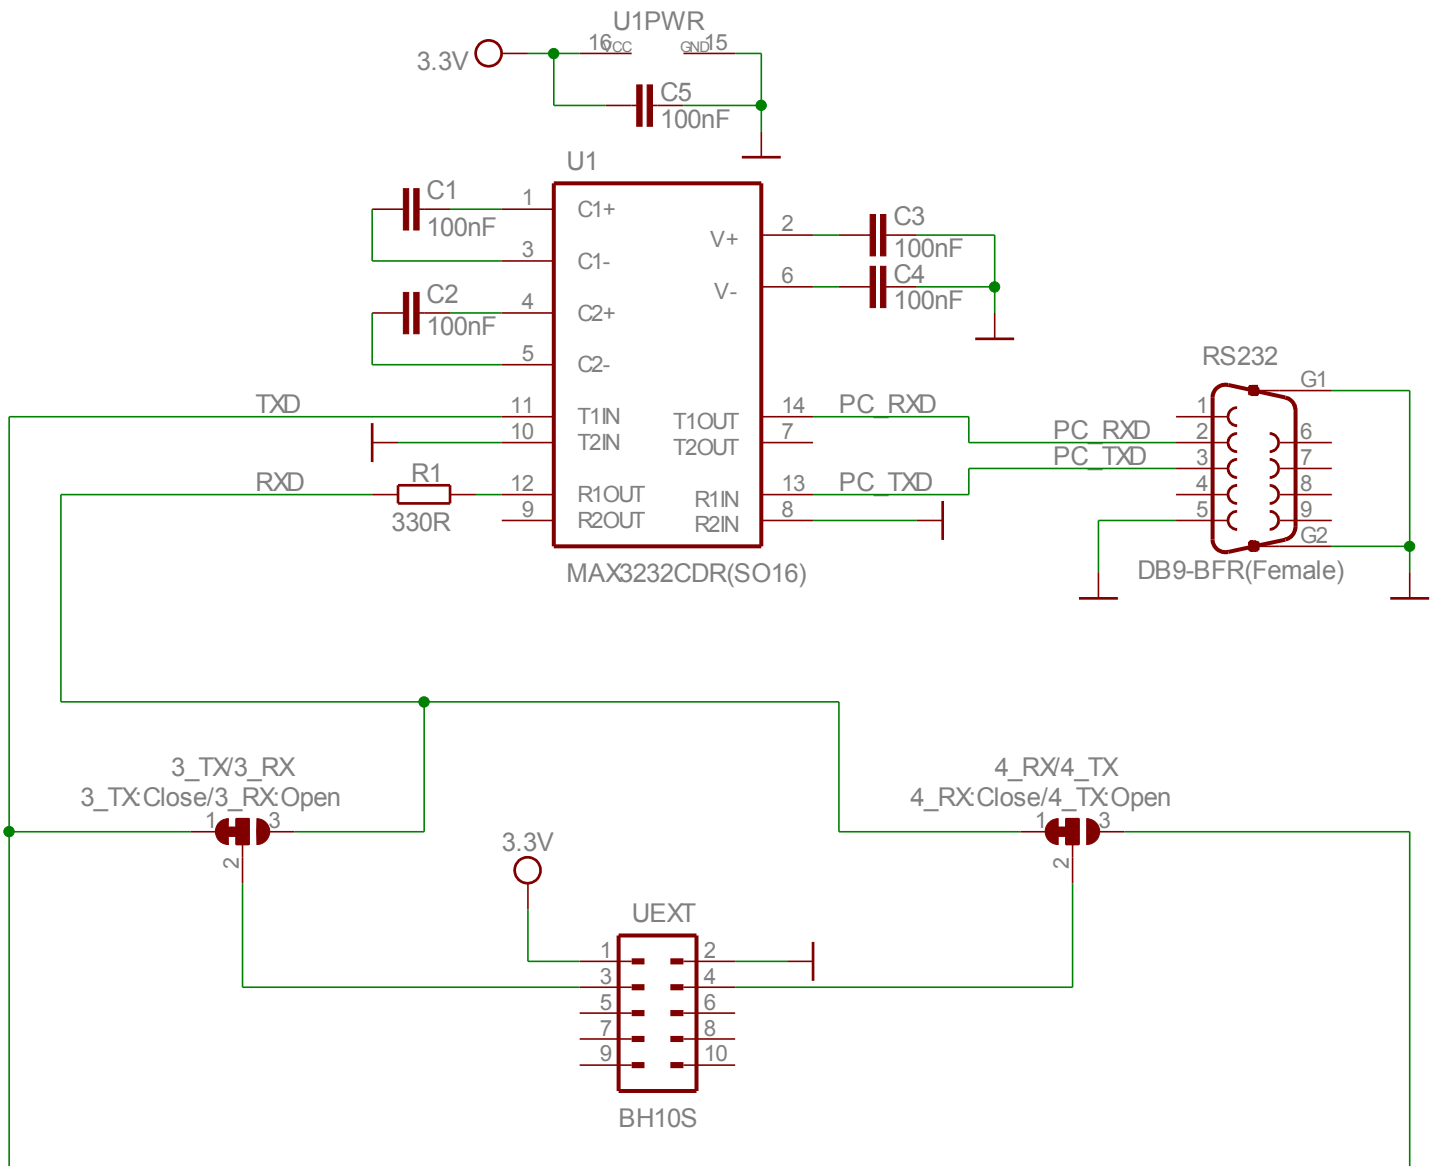 U1PWR
3.3V
16
VCC
GND
15
C5
100nF
U1
C1
100nF
1
C1+
3
C1-
C2
100nF
4
C2+
5
C2-
V+
2
C3
100nF
V-
6
C4
100nF
RS232
G1
TXD
11
T1IN
T1OUT
14
PC_RXD
1
10
T2IN
T2OUT
7
PC_RXD
2
6
PC_TXD
3
7
RXD
R1
330R
12
R1OUT
R1IN
13
PC_TXD
4
8
9
R2OUT
R2IN
8
5
9
G2
MAX3232CDR(SO16)
DB9-BFR(Female)
3_TX/3_RX
3_TX:Close/3_RX:Open
1
3
2
4_RX/4_TX
4_RX:Close/4_TX:Open
1
3
2
3.3V
UEXT
1
2
3
4
5
6
7
8
9
10
BH10S